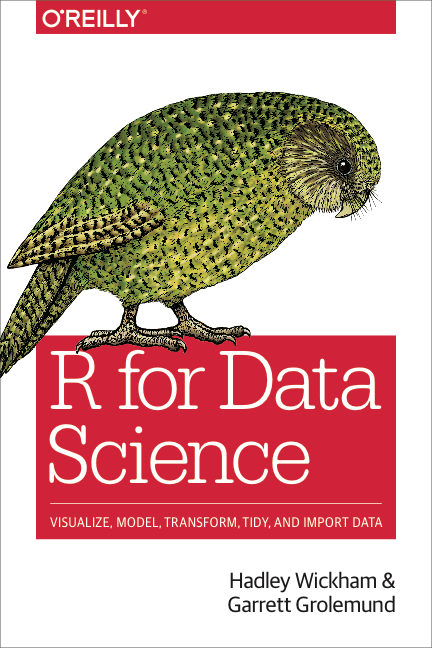 O'REILLY®
R for Data
Science
VISUALIZE, MODEL, TRANSFORM, TIDY, AND IMPORT DATA
Hadley Wickham &
Garrett Grolemund